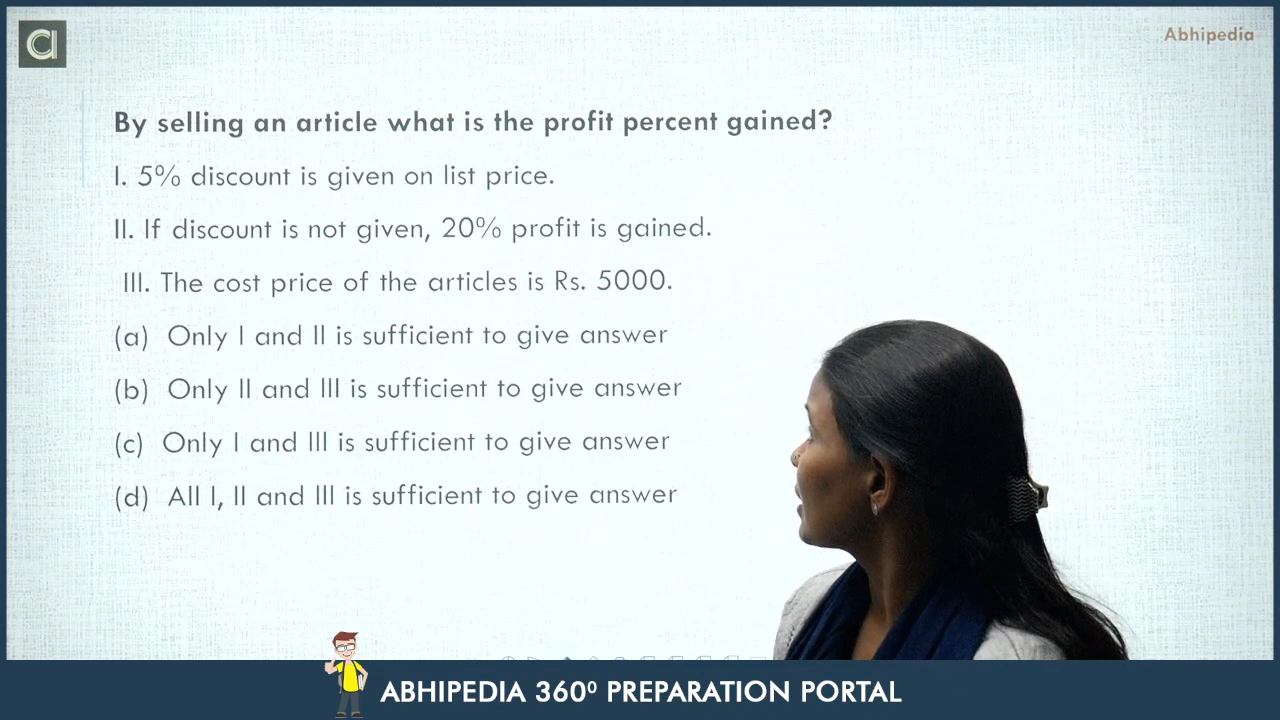 Abhipedia
By selling an article what is the profit percent gained?
I. 5% discount is given on list price.
II. If discount is not given, 20% profit is gained.
III. The cost price of the articles is Rs. 5000.
(a) Only I and II is sufficient to give answer
(b) Only II and III is sufficient to give answer
(c) Only I and III is sufficient to give answer
(d) All I, II and III is sufficient to give answer
ABHIPEDIA 360⁰ PREPARATION PORTAL